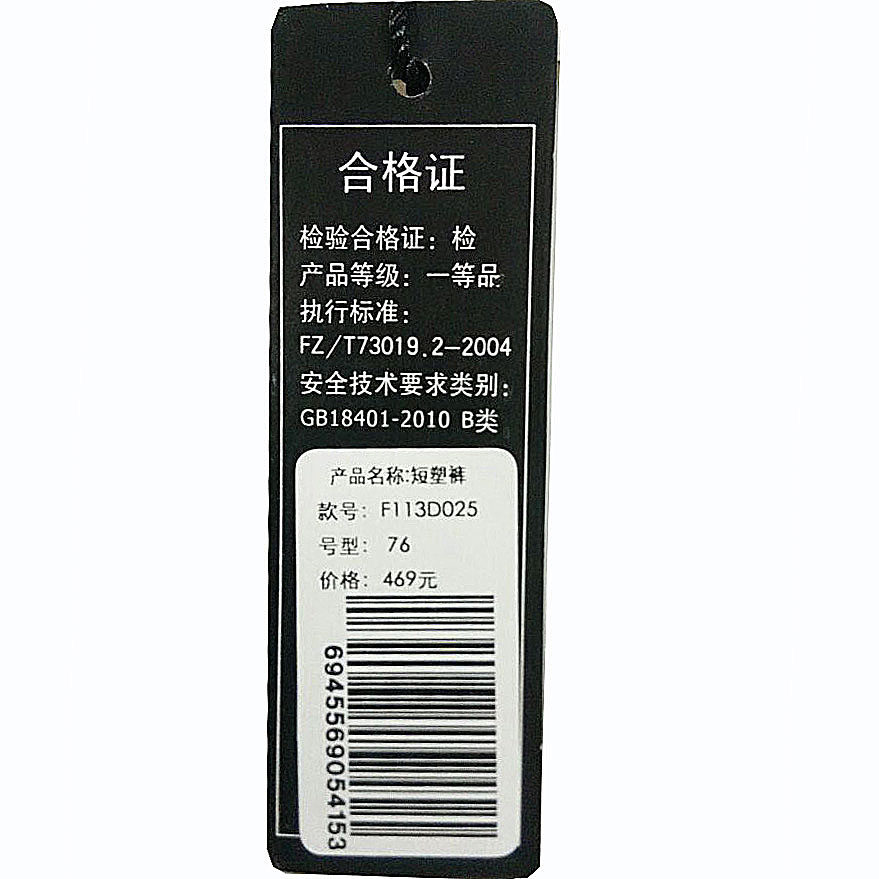 合格证
检验合格证：检
产品等级：一等品
执行标准：
FZ/T73019.2-2004
安全技术要求类别：
GB18401-2010 B类
产品名称:短塑裤
款号：F113D025
号型：76
价格：469元
6945569054153